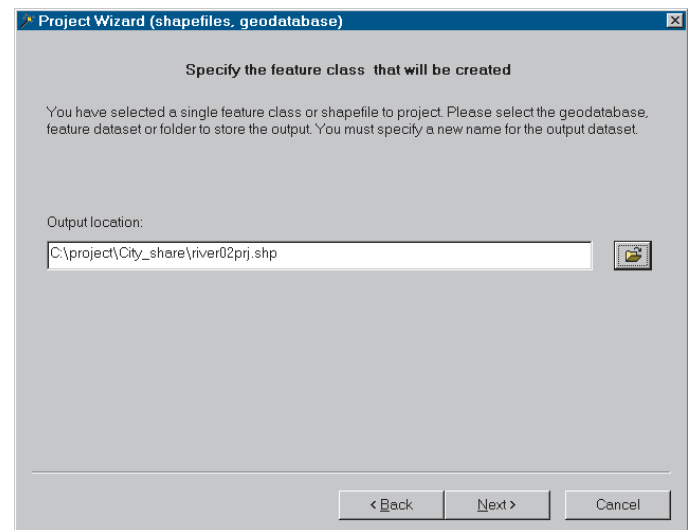 Project Wizard (shapefiles, geodatabase)
Specify the feature class that will be created
You have selected a single feature class or shapefile to project. Please select the geodatabase,
feature dataset or folder to store the output. You must specify a new name for the output dataset.
Output location:
C:\project\City_share\river02prj.shp
< Back
Next >
Cancel